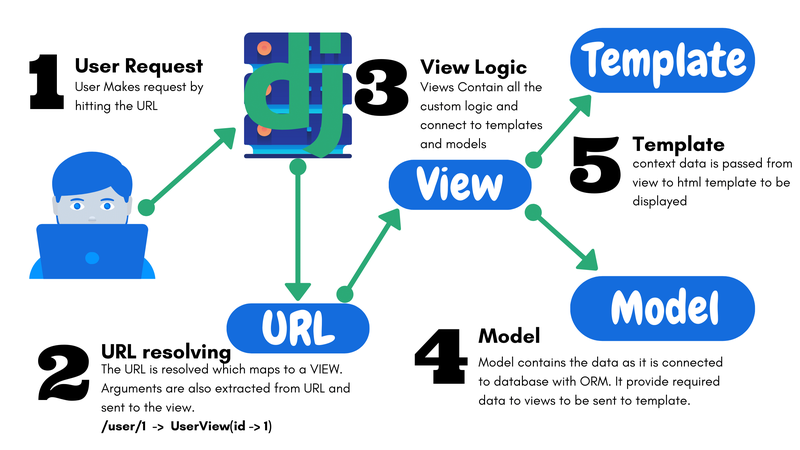 1
User Request
User Makes request by
hitting the URL
dj
3
View Logic
Views Contain all the
custom logic and
connect to templates
and models
Template
5
Template
context data is passed from
view to html template to be
displayed
View
URL
Model
2
URL resolving
The URL is resolved which maps to a VIEW.
Arguments are also extracted from URL and
sent to the view.
/user/1 -> UserView(id -> 1)
4
Model
Model contains the data as it is connected
to database with ORM. It provide required
data to views to be sent to template.